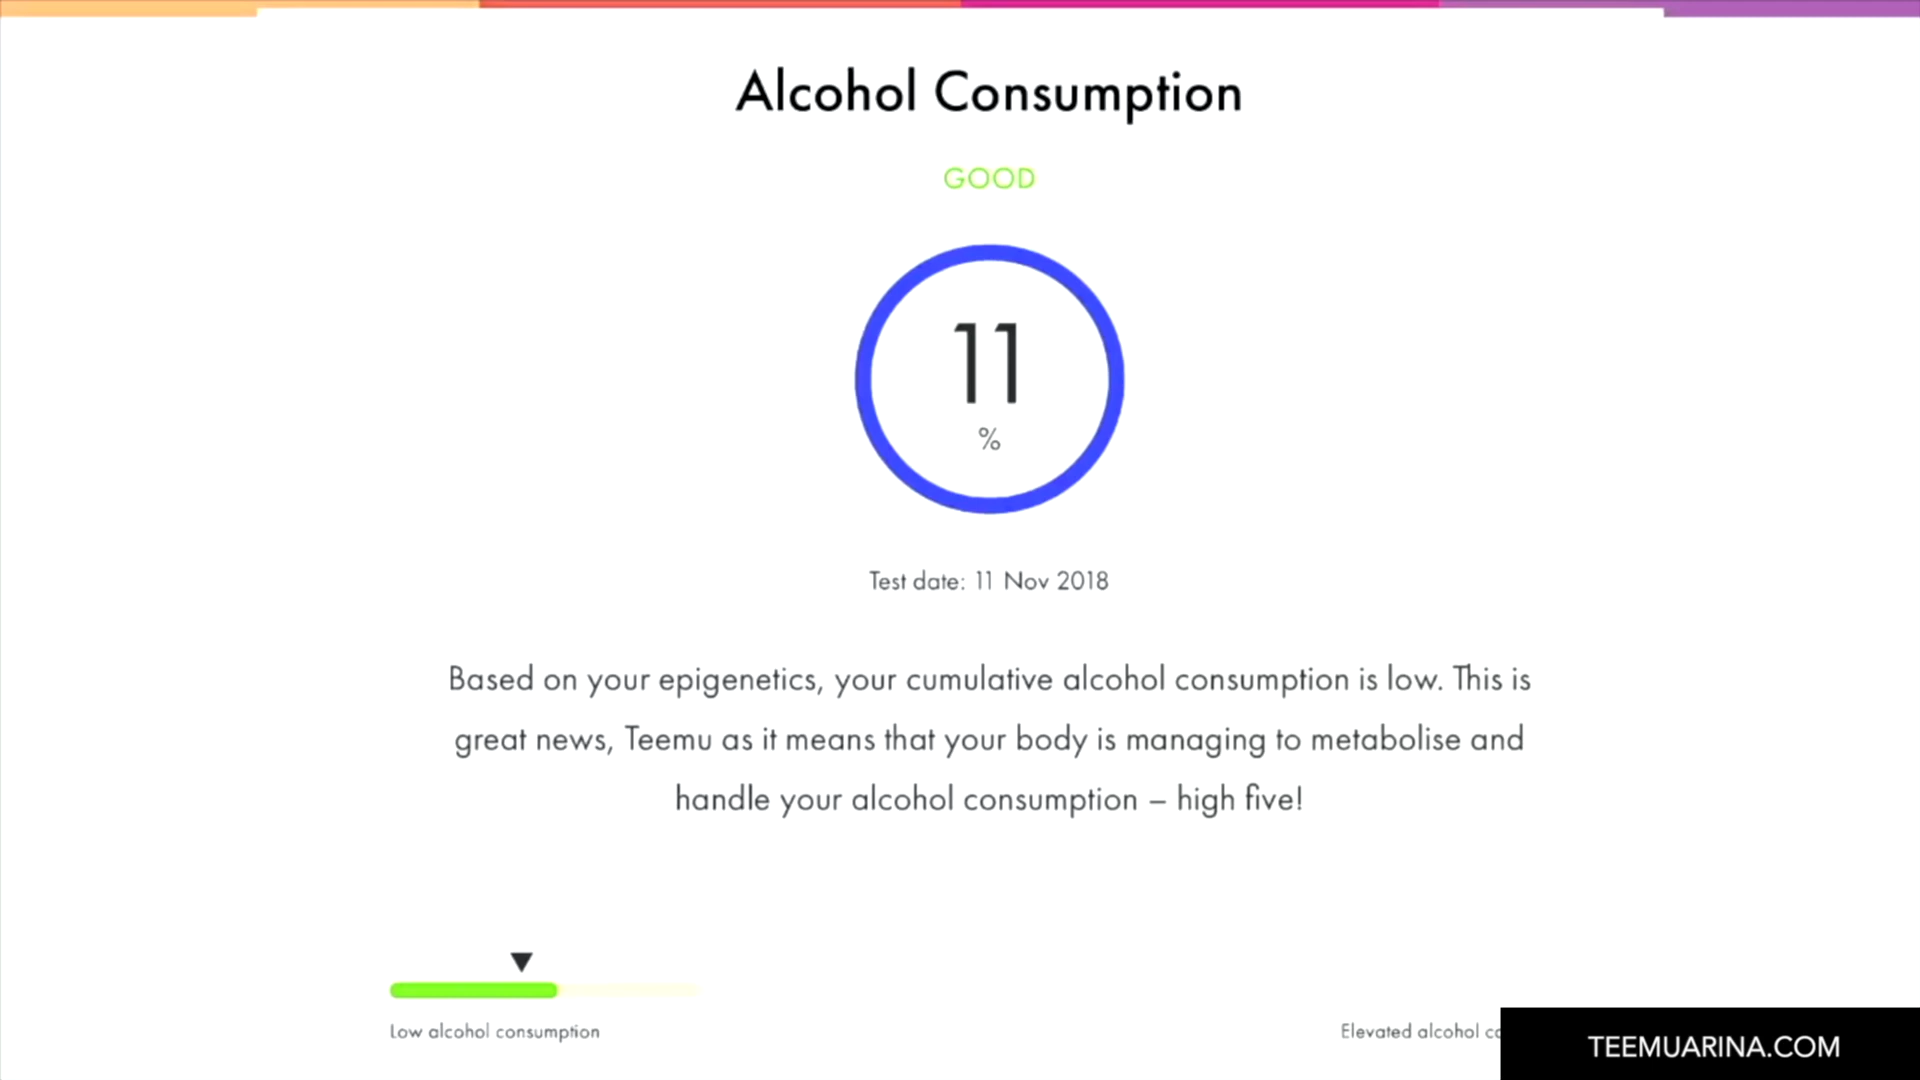 Alcohol Consumption
GOOD
11
%
Test date: 11 Nov 2018
Based on your epigenetics, your cumulative alcohol consumption is low. This is
great news, Teemu as it means that your body is managing to metabolise and
handle your alcohol consumption – high five!
Low alcohol consumption
Elevated alcohol
TEEMUARINA.COM